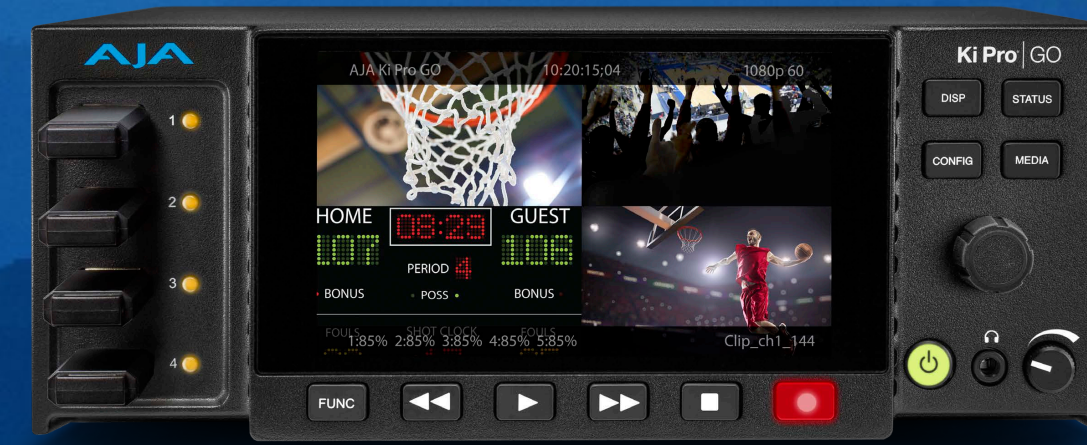 AJA
Ki Pro GO
AJA Ki Pro GO 10:20:15;04 1080p 60
DISP STATUS
CONFIG MEDIA
1
2
3
4
HOME 08:29 GUEST
107 106
PERIOD 4
BONUS POSS BONUS
FOULS SHOT CLOCK FOULS
1:85% 2:85% 3:85% 4:85% 5:85% Clip_ch1_144
FUNC